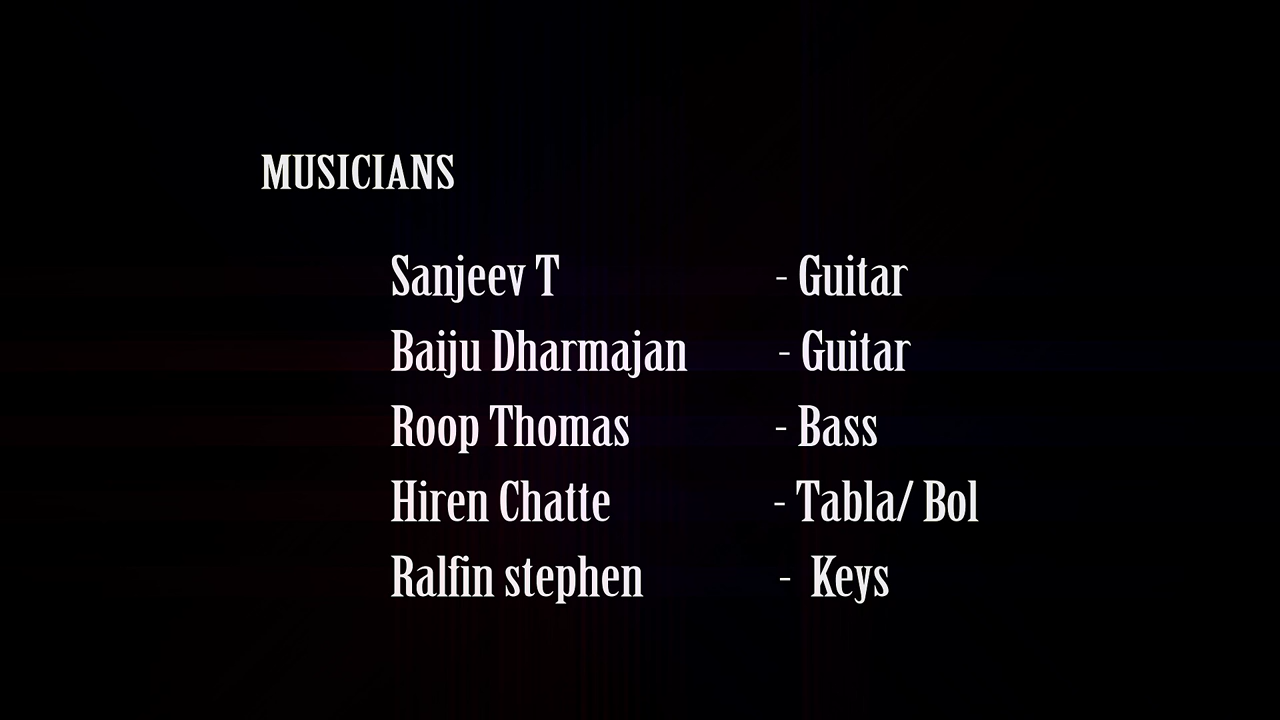 MUSICIANS
Sanjeev T - Guitar
Baiju Dharmajan - Guitar
Roop Thomas - Bass
Hiren Chatte - Tabla/ Bol
Ralfin stephen - Keys